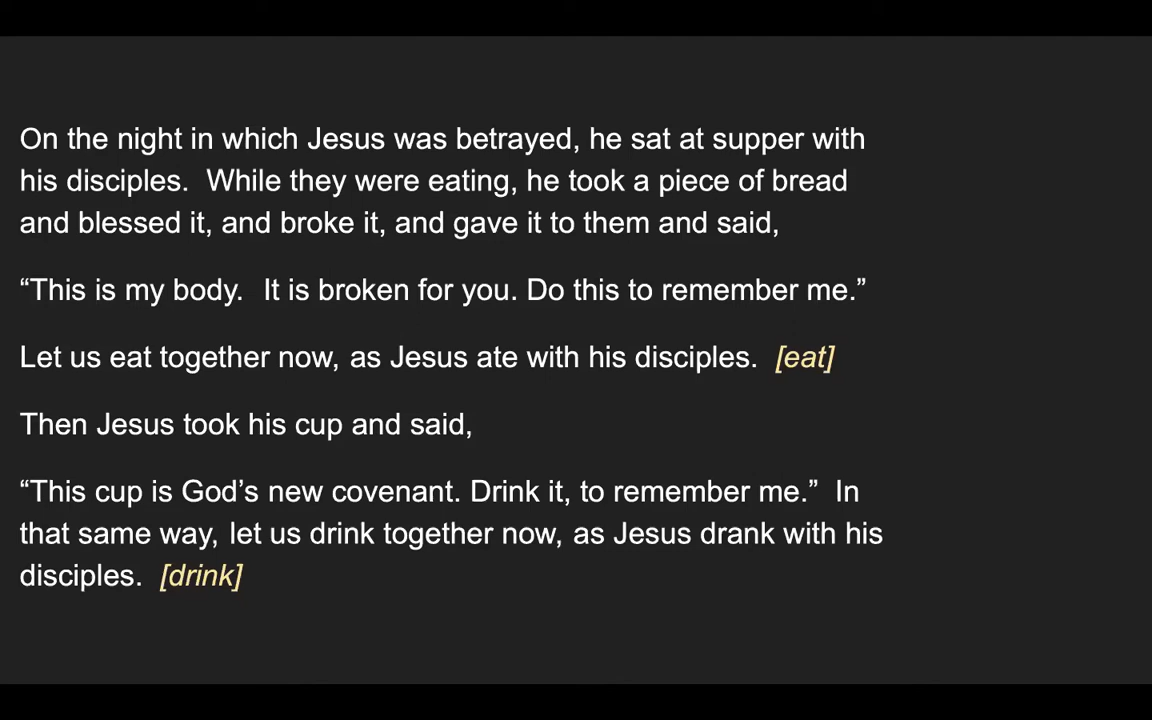 On the night in which Jesus was betrayed, he sat at supper with
his disciples.  While they were eating, he took a piece of bread
and blessed it, and broke it, and gave it to them and said,
“This is my body.  It is broken for you. Do this to remember me.”
Let us eat together now, as Jesus ate with his disciples.  [eat]
Then Jesus took his cup and said,
“This cup is God’s new covenant. Drink it, to remember me.”  In
that same way, let us drink together now, as Jesus drank with his
disciples.  [drink]